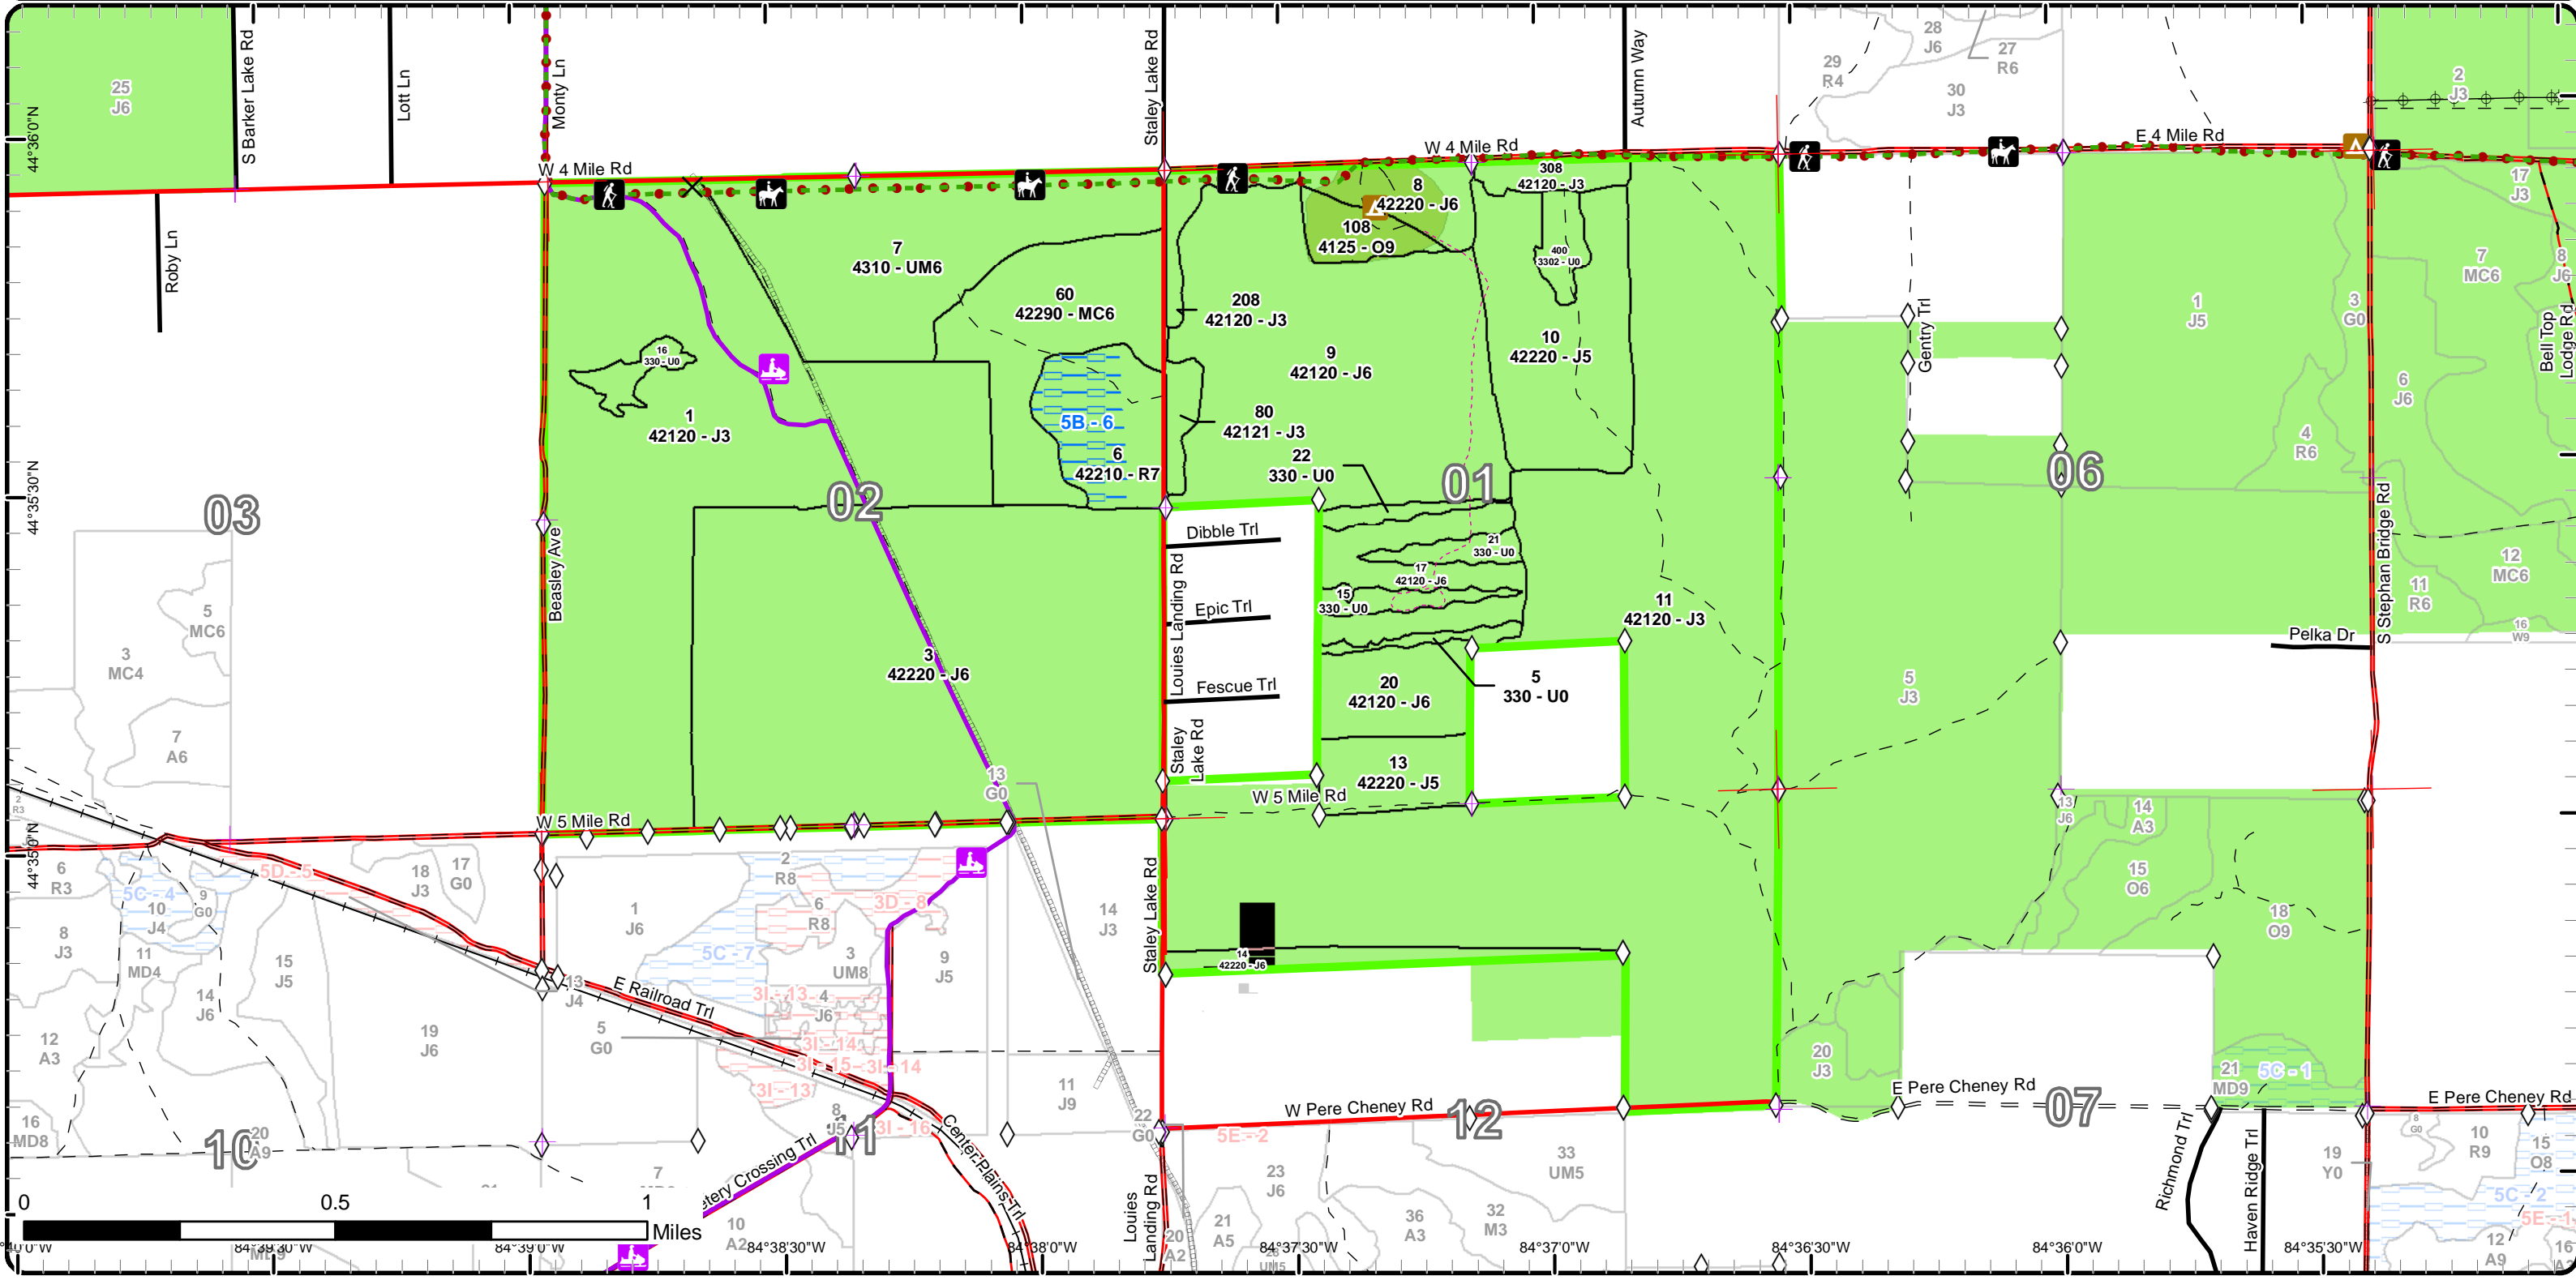 25
J6
S Barker Lake Rd
Lott Ln
Monty Ln
Staley Lake Rd
Autumn Way
29
R4
28
J6
27
R6
30
J3
2
J3
44°36'0"N
W 4 Mile Rd
W 4 Mile Rd
E 4 Mile Rd
17
J3
Roby Ln
7
4310 - UM6
60
42290 - MC6
208
42120 - J3
8
42220 - J6
108
4125 - O9
308
42120 - J3
400
3302 - U0
10
42220 - J5
9
42120 - J6
Gentry Trl
1
J5
3
G0
7
MC6
8
J6
Bell Top
Lodge Rd
6
J6
4
R6
16
330 - U0
1
42120 - J3
5B - 6
6
42210 - R7
80
42121 - J3
22
330 - U0
03
02
01
06
44°35'30"N
Beasley Ave
Dibble Trl
Epic Trl
Fescue Trl
Louies Landing Rd
Staley
Lake Rd
21
330 - U0
17
42120 - J6
15
330 - U0
11
42120 - J3
S Stephan Bridge Rd
12
MC6
11
R6
16
W9
Pelka Dr
5
MC6
3
MC4
7
A6
3
42220 - J6
20
42120 - J6
5
330 - U0
13
42220 - J5
5
J3
13
G0
2
R3
W 5 Mile Rd
W 5 Mile Rd
13
J6
14
A3
15
O6
18
O9
44°35'0"N
6
R3
5D - 5
18
J3
17
G0
5C - 4
9
G0
10
J4
8
J3
11
MD4
14
J6
15
J5
12
A3
19
J6
16
MD8
10
20
A9
2
R8
1
J6
6
R8
3D - 8
5C - 7
3
UM8
9
J5
14
J3
13
J4
E Railroad Trl
5
G0
3I - 13
4
J6
3I - 14
3I - 15
3I - 14
3I - 13
8
J5
11
3I - 16
11
J9
22
G0
Center Plains Trl
7
10
A2
Staley Lake Rd
14
42220 - J6
W Pere Cheney Rd
12
5E - 2
Louies
Landing Rd
23
J6
21
A5
20
A2
36
A3
32
M3
33
UM5
UM5
20
J3
E Pere Cheney Rd
07
21
MD9
5C - 1
E Pere Cheney Rd
Richmond Trl
Haven Ridge Trl
19
Y0
8
G0
10
R9
15
O8
5C - 2
5E - 1
12
A9
16
0
0.5
1
Miles
84°39'30"W
84°39'0"W
84°38'30"W
84°38'0"W
84°37'30"W
84°37'0"W
84°36'30"W
84°36'0"W
84°35'30"W